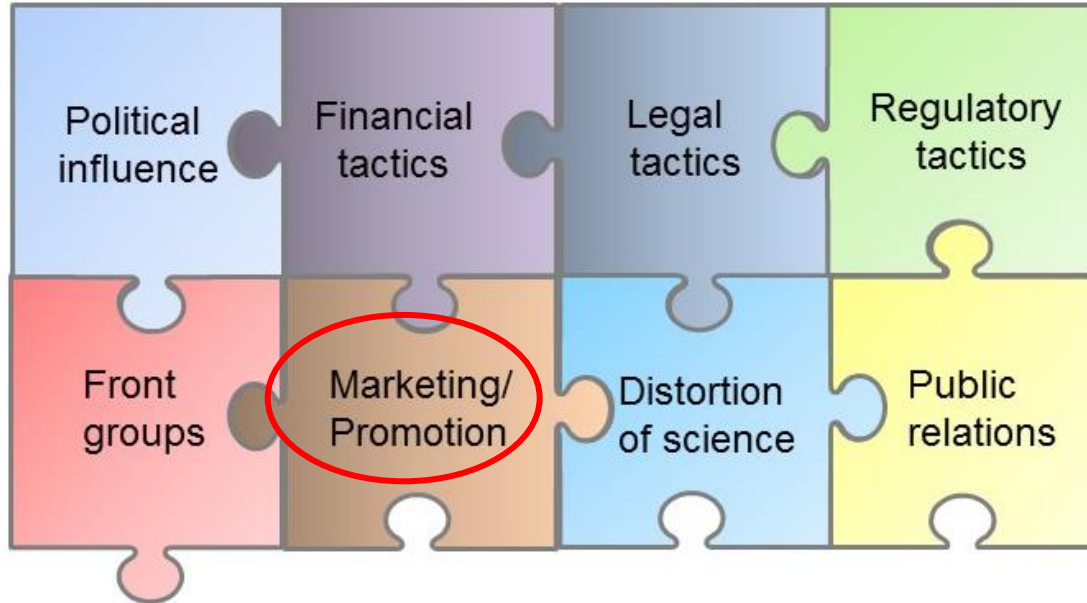 Political
influence
Financial
tactics
Legal
tactics
Regulatory
tactics
Front
groups
Marketing/
Promotion
Distortion
of science
Public
relations